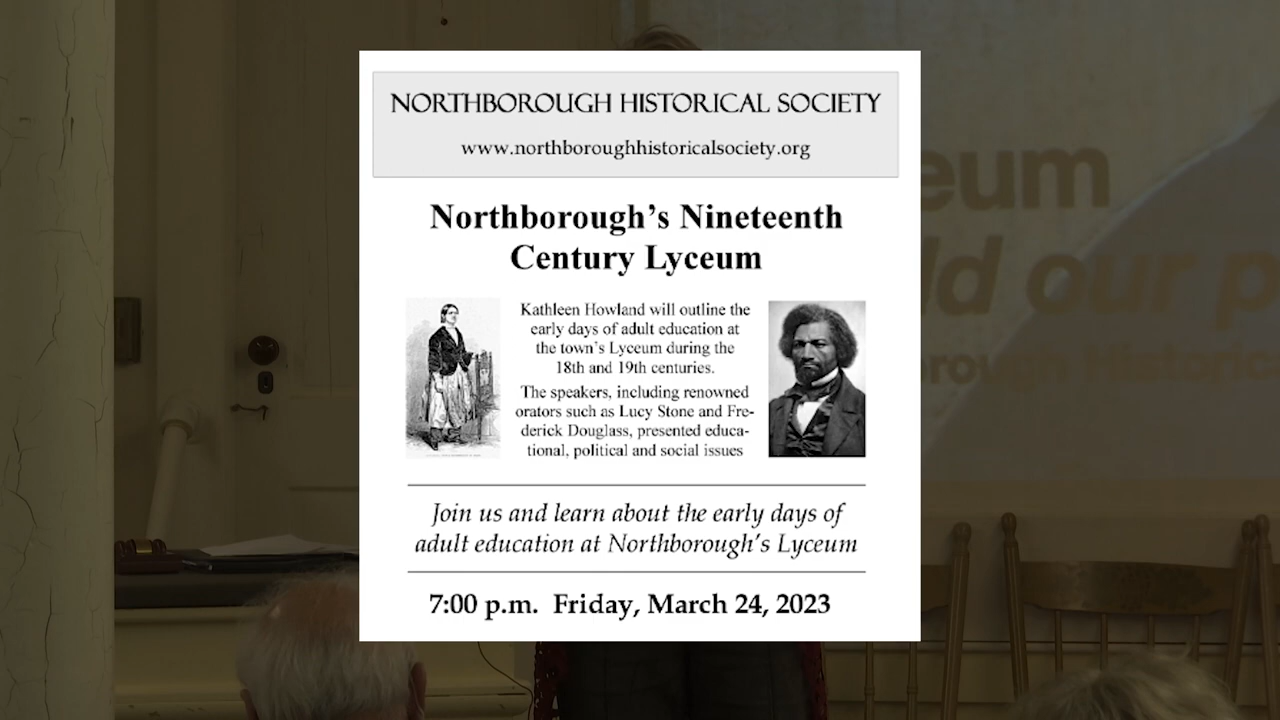 NORTHBOROUGH HISTORICAL SOCIETY
www.northboroughhistoricalsociety.org
Northborough's Nineteenth
Century Lyceum
Kathleen Howland will outline the
early days of adult education at
the town's Lyceum during the
18th and 19th centuries.
The speakers, including renowned
orators such as Lucy Stone and Fre-
derick Douglass, presented educa-
tional, political and social issues
Join us and learn about the early days of
adult education at Northborough's Lyceum
7:00 p.m. Friday, March 24, 2023
eum
ld our p
orough Historica